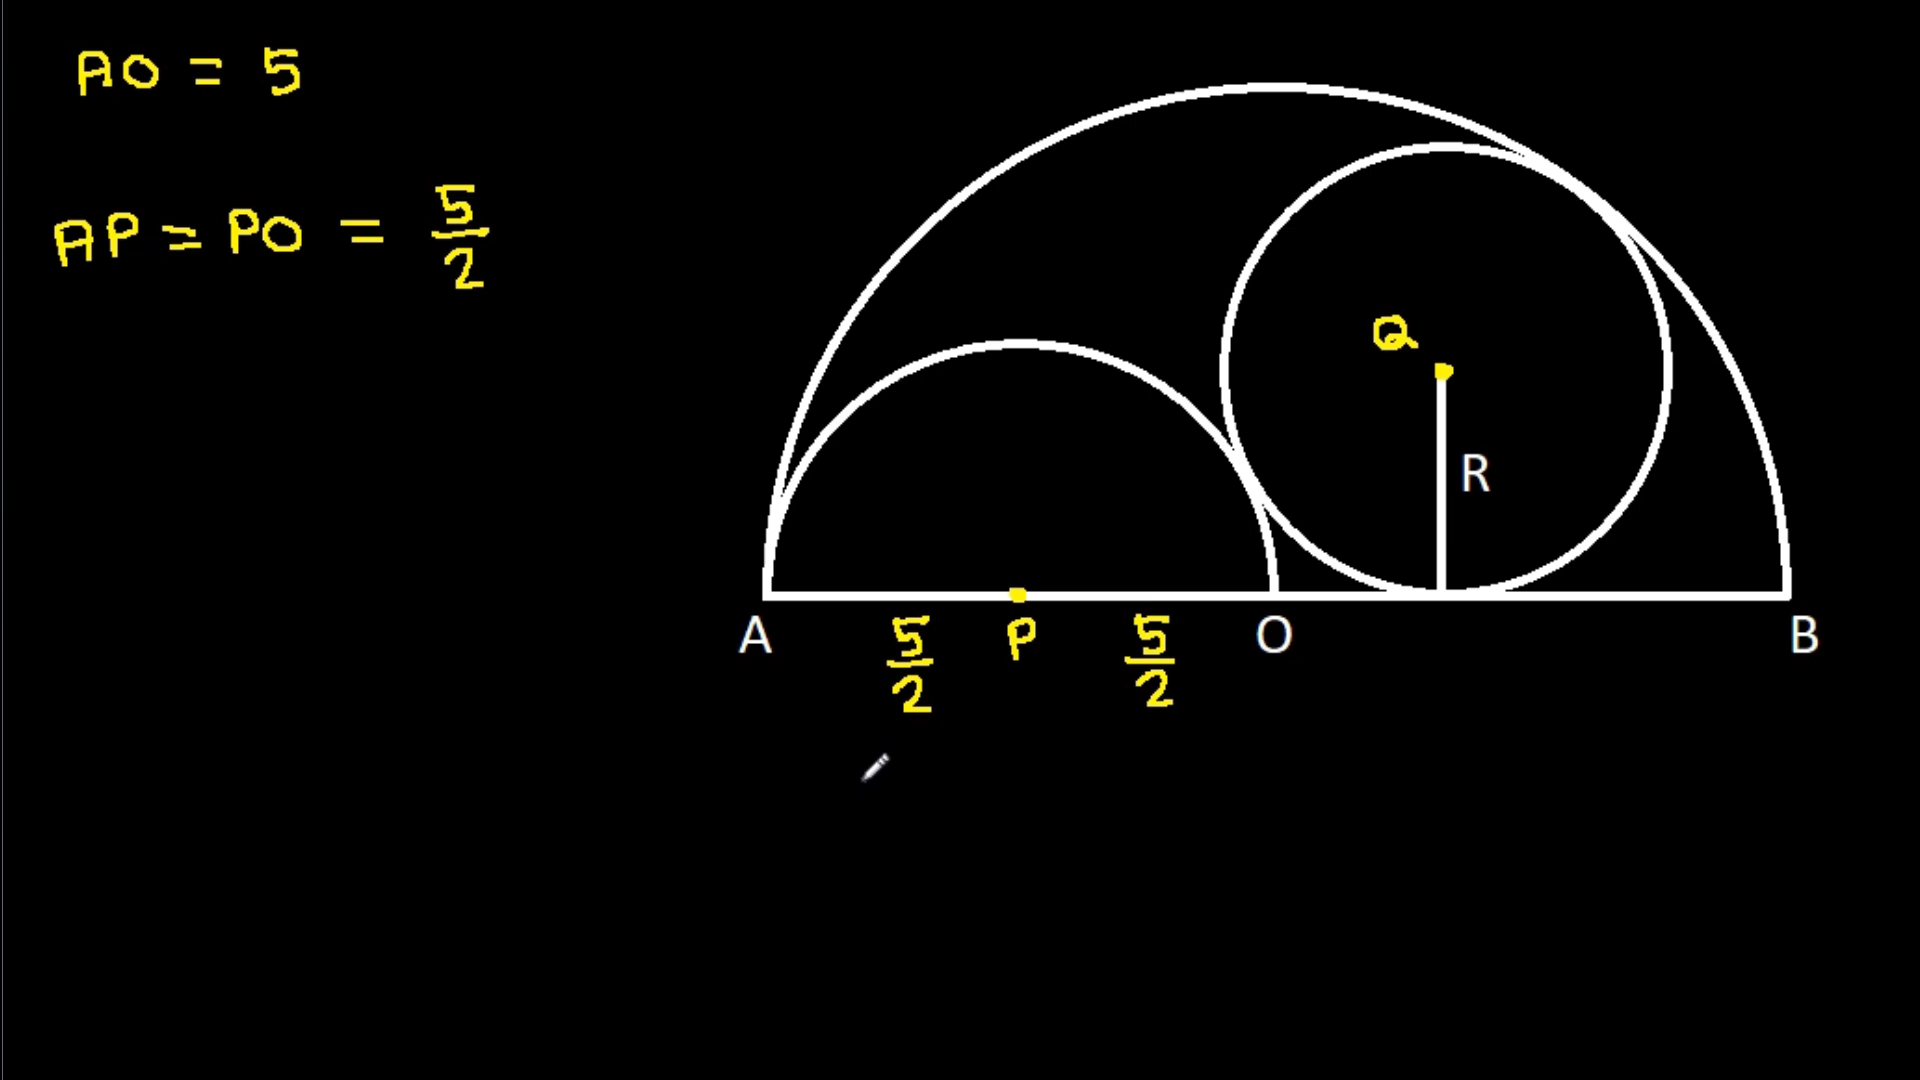 AO = 5
AP = PO = 5/2
Q
R
A 5/2 P 5/2 O B